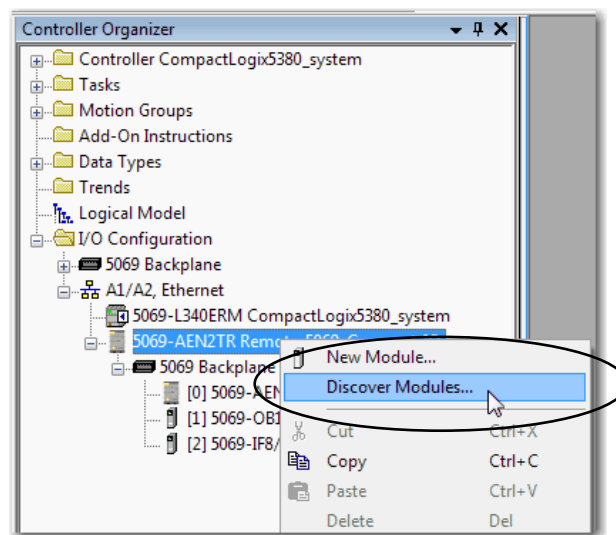 Controller Organizer
Controller CompactLogix5380_system
Tasks
Motion Groups
Add-On Instructions
Data Types
Trends
Logical Model
I/O Configuration
5069 Backplane
A1/A2, Ethernet
5069-L340ERM CompactLogix5380_system
5069-AEN2TR
5069 Backplane
[0] 5069-AEN
[1] 5069-OB1
[2] 5069-IF8/
New Module...
Discover Modules...
Cut Ctrl+X
Copy Ctrl+C
Paste Ctrl+V
Delete Del